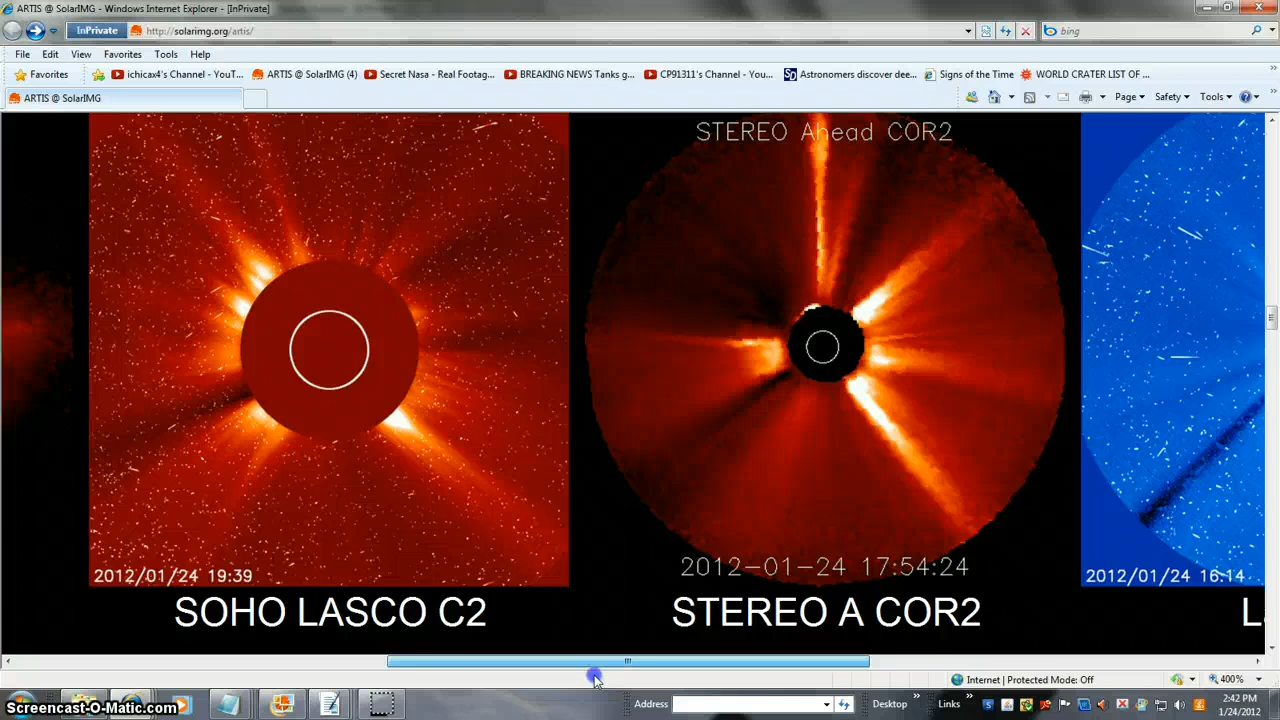 ARTIS @ SolarIMG - Windows Internet Explorer - [InPrivate]
InPrivate http://solarimg.org/artis/ bing
File Edit View Favorites Tools Help
Favorites ichicax4's Channel - YouT... ARTIS @ SolarIMG (4) Secret Nasa - Real Footag... BREAKING NEWS Tanks g... CP91311's Channel - You... SD Astronomers discover dee... Signs of the Time WORLD CRATER LIST OF ...
ARTIS @ SolarIMG Page Safety Tools
STEREO Ahead COR2
2012/01/24 19:39
2012-01-24 17:54:24
2012/01/24 16:14
SOHO LASCO C2
STEREO A COR2
L
Internet | Protected Mode: Off 400%
Screencast-O-Matic.com
Address Desktop Links
2:42 PM
1/24/2012